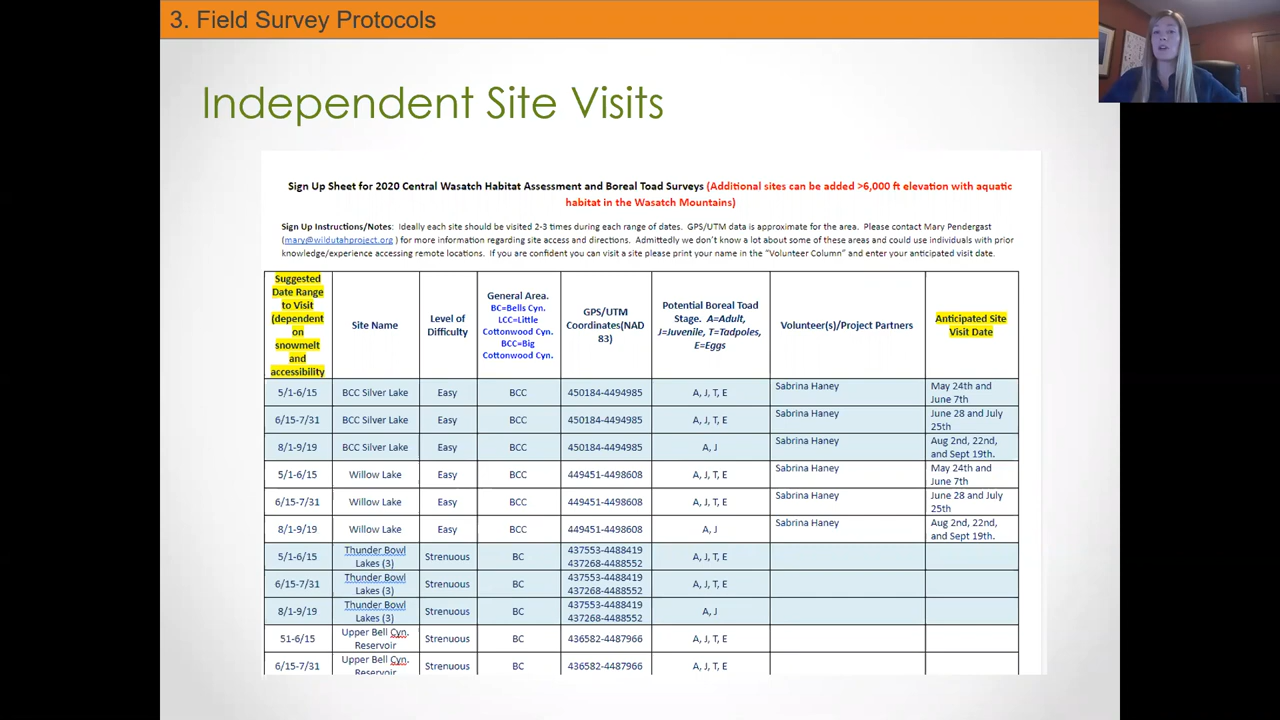 3. Field Survey Protocols
Independent Site Visits
Sign Up Sheet for 2020 Central Wasatch Habitat Assessment and Boreal Toad Surveys (Additional sites can be added >6,000 ft elevation with aquatic
habitat in the Wasatch Mountains)
Sign Up Instructions/Notes: Ideally each site should be visited 2-3 times during each range of dates. GPS/UTM data is approximate for the area. Please contact Mary Pendergast
(mary@wildutahproject.org ) for more information regarding site access and directions. Admittedly we don't know a lot about some of these areas and could use individuals with prior
knowledge/experience accessing remote locations. If you are confident you can visit a site please print your name in the "Volunteer Column" and enter your anticipated visit date.
Suggested
Date Range
to Visit
(dependent
on
snowmelt
and
accessibility
Site Name
Level of
Difficulty
General Area.
BC=Bells Cyn.
LCC=Little
Cottonwood Cyn.
BCC=Big
Cottonwood Cyn.
GPS/UTM
Coordinates(NAD
83)
Potential Boreal Toad
Stage. A=Adult,
J=Juvenile, T=Tadpoles,
E=Eggs
Volunteer(s)/Project Partners
Anticipated Site
Visit Date
5/1-6/15 BCC Silver Lake Easy BCC 450184-4494985 A, J, T, E Sabrina Haney May 24th and
June 7th
6/15-7/31 BCC Silver Lake Easy BCC 450184-4494985 A, J, T, E Sabrina Haney June 28 and July
25th
8/1-9/19 BCC Silver Lake Easy BCC 450184-4494985 A, J Sabrina Haney Aug 2nd, 22nd,
and Sept 19th.
5/1-6/15 Willow Lake Easy BCC 449451-4498608 A, J, T, E Sabrina Haney May 24th and
June 7th
6/15-7/31 Willow Lake Easy BCC 449451-4498608 A, J, T, E Sabrina Haney June 28 and July
25th
8/1-9/19 Willow Lake Easy BCC 449451-4498608 A, J Sabrina Haney Aug 2nd, 22nd,
and Sept 19th.
5/1-6/15 Thunder Bowl Strenuous BC 437553-4488419 A, J, T, E
Lakes (3) 437268-4488552
6/15-7/31 Thunder Bowl Strenuous BC 437553-4488419 A, J, T, E
Lakes (3) 437268-4488552
8/1-9/19 Thunder Bowl Strenuous BC 437553-4488419 A, J
Lakes (3) 437268-4488552
51-6/15 Upper Bell Cyn. Strenuous BC 436582-4487966 A, J, T, E
Reservoir
6/15-7/31 Upper Bell Cyn. Strenuous BC 436582-4487966 A, J, T, E
Reservoir